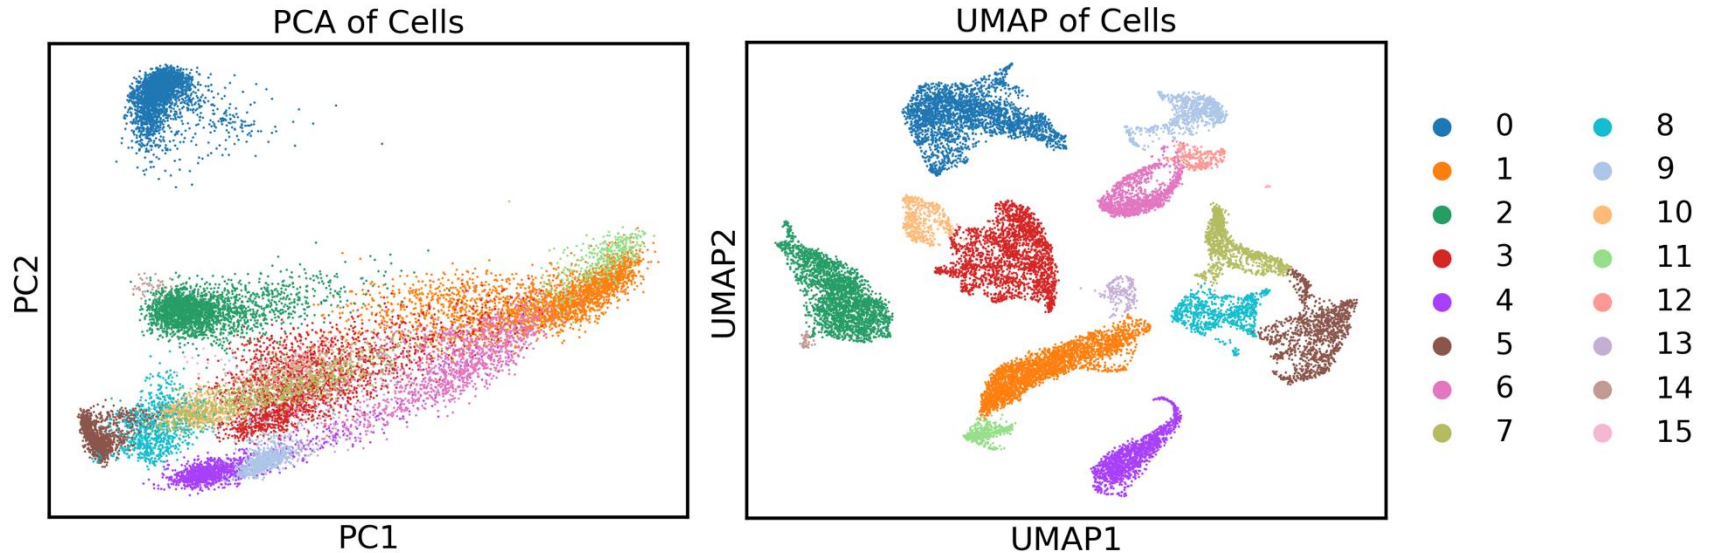 PCA of Cells
PC2
PC1
UMAP of Cells
UMAP2
UMAP1
0 8
1 9
2 10
3 11
4 12
5 13
6 14
7 15